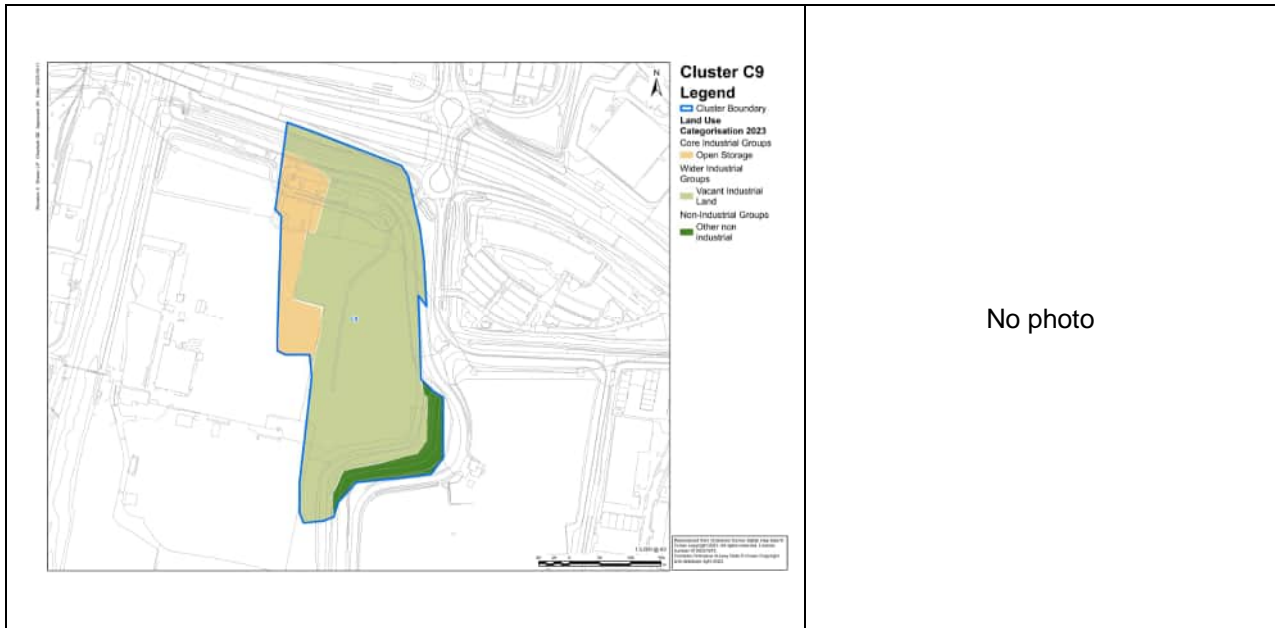 N
Cluster C9
Legend
Cluster Boundary
Land Use
Categorisation 2023
Core Industrial Groups
Open Storage
Wider Industrial
Groups
Vacant Industrial
Land
Non-Industrial Groups
Other non
industrial
No photo